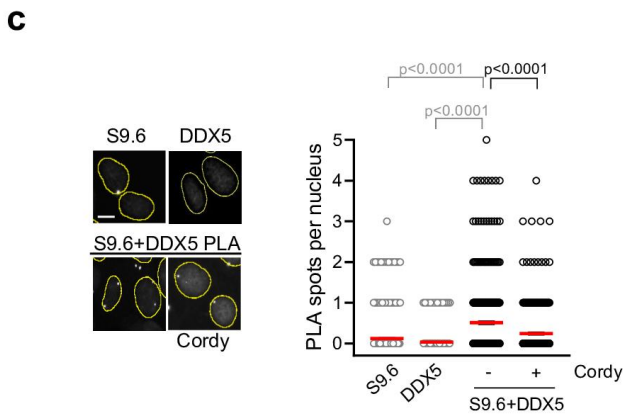 c
S9.6 DDX5
S9.6+DDX5 PLA
Cordy
p<0.0001 p<0.0001
p<0.0001
PLA spots per nucleus
5
4
3
2
1
0
S9.6 DDX5 - + Cordy
S9.6+DDX5